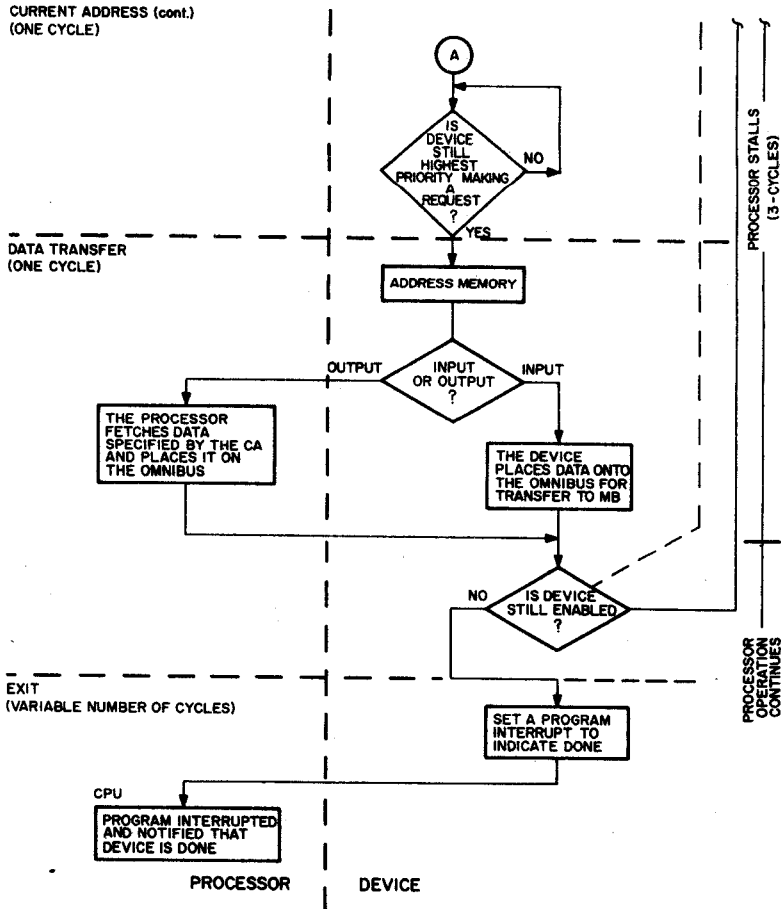 CURRENT ADDRESS (cont.)
(ONE CYCLE)
A
IS
DEVICE
STILL
HIGHEST
PRIORITY MAKING
A
REQUEST
?
NO
YES
PROCESSOR STALLS
(3-CYCLES)
DATA TRANSFER
(ONE CYCLE)
ADDRESS MEMORY
OUTPUT
INPUT
OR OUTPUT
?
INPUT
THE PROCESSOR
FETCHES DATA
SPECIFIED BY THE CA
AND PLACES IT ON
THE OMNIBUS
THE DEVICE
PLACES DATA ONTO
THE OMNIBUS FOR
TRANSFER TO MB
NO
IS DEVICE
STILL ENABLED
?
PROCESSOR
OPERATION
CONTINUES
EXIT
(VARIABLE NUMBER OF CYCLES)
SET A PROGRAM
INTERRUPT TO
INDICATE DONE
CPU
PROGRAM INTERRUPTED
AND NOTIFIED THAT
DEVICE IS DONE
PROCESSOR
DEVICE